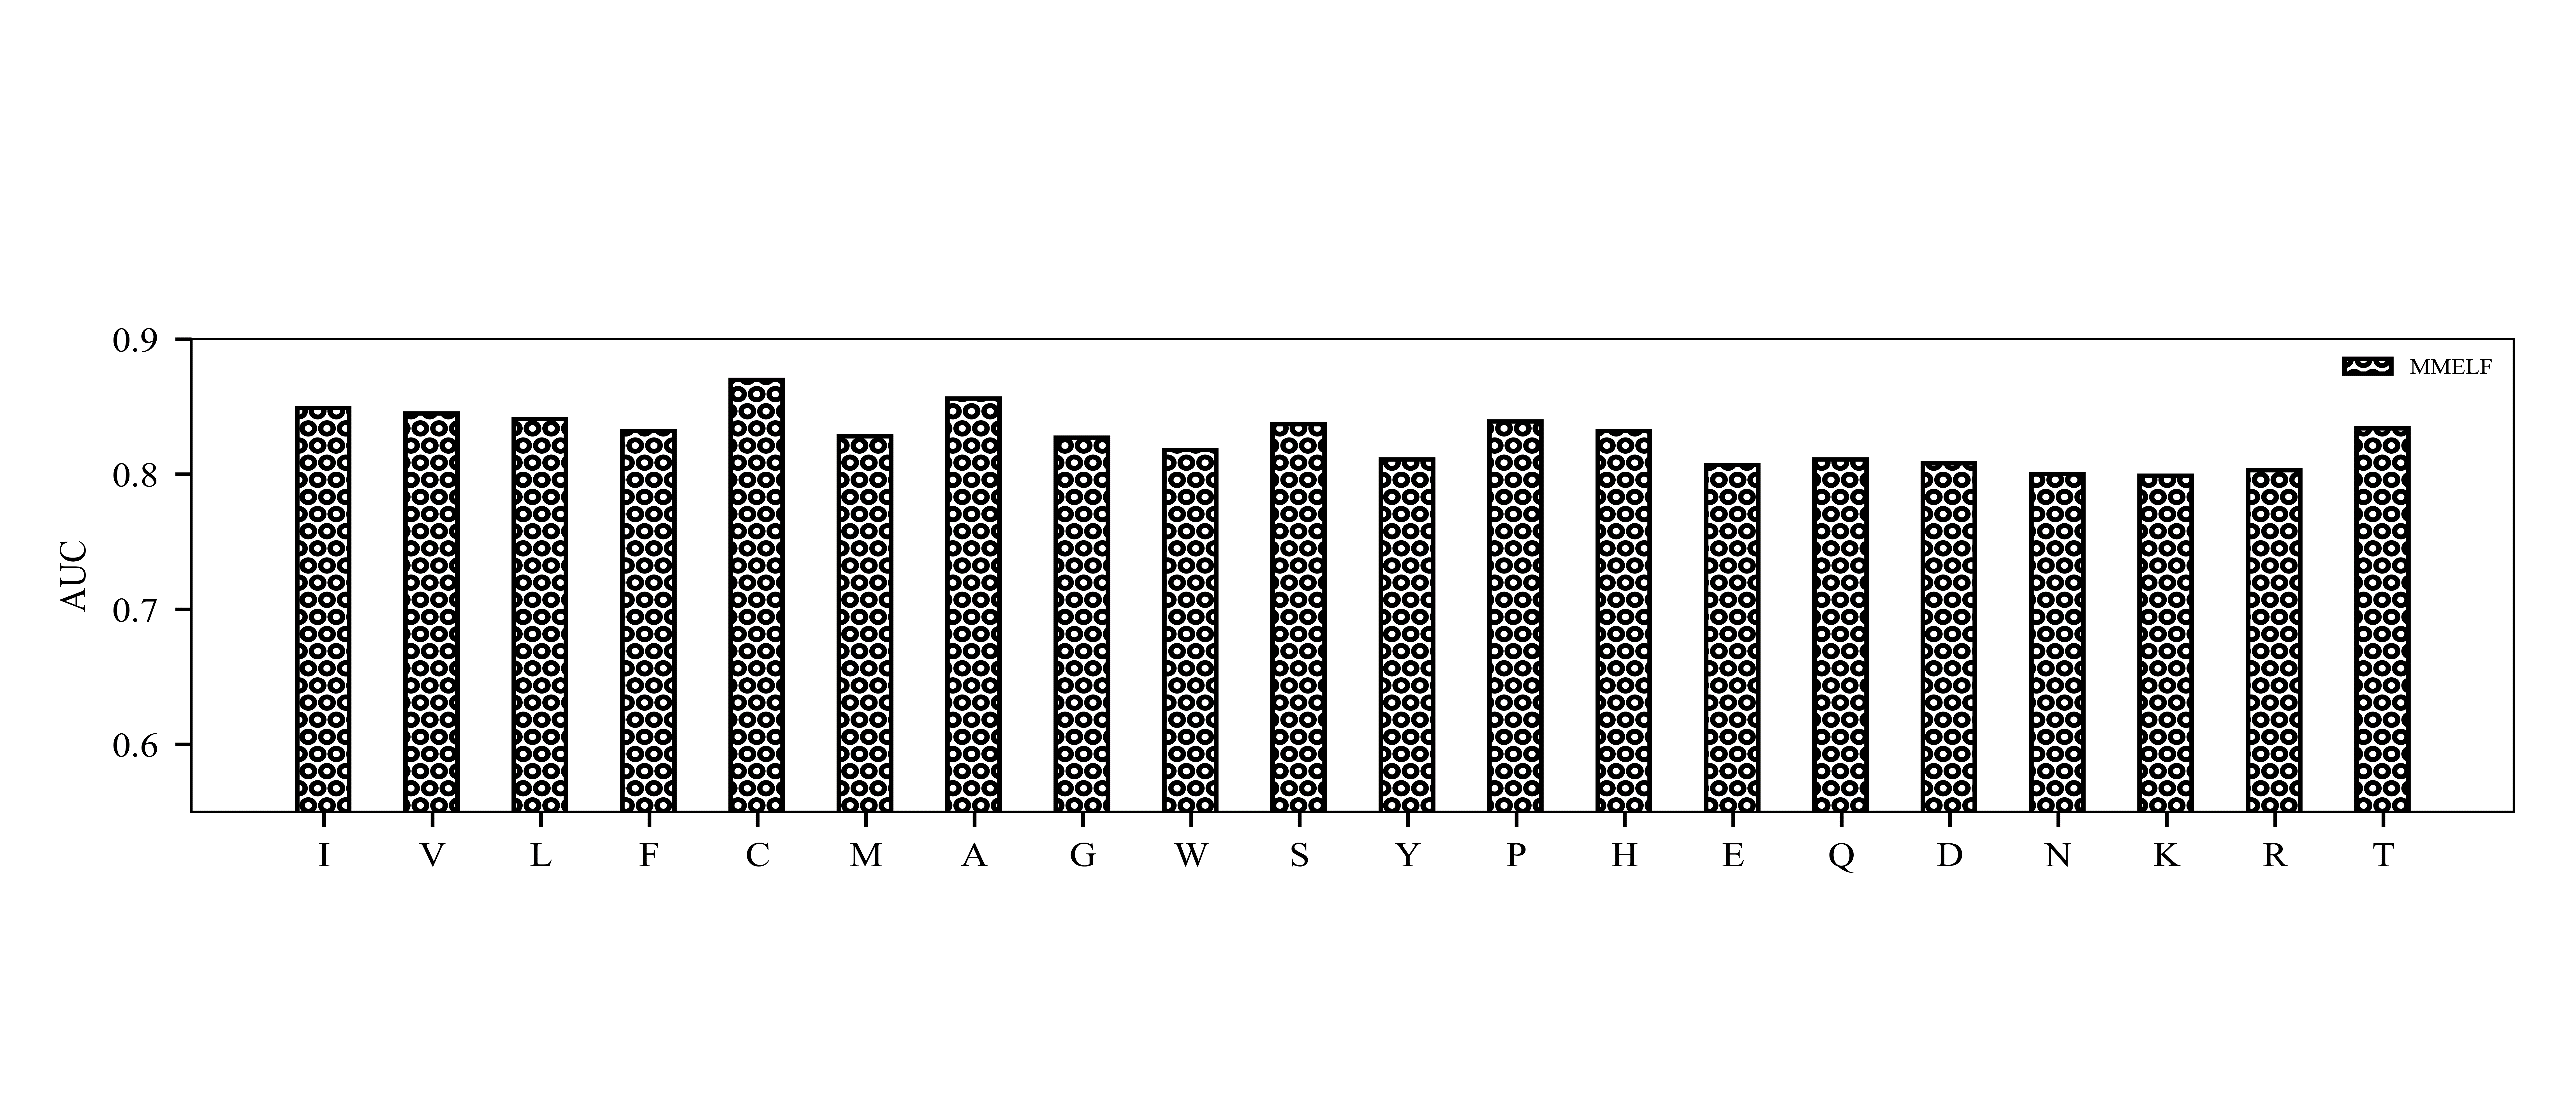 0.9
MMELF
0.8
0.7
AUC
0.6
I V L F C M A G W S Y P H E Q D N K R T